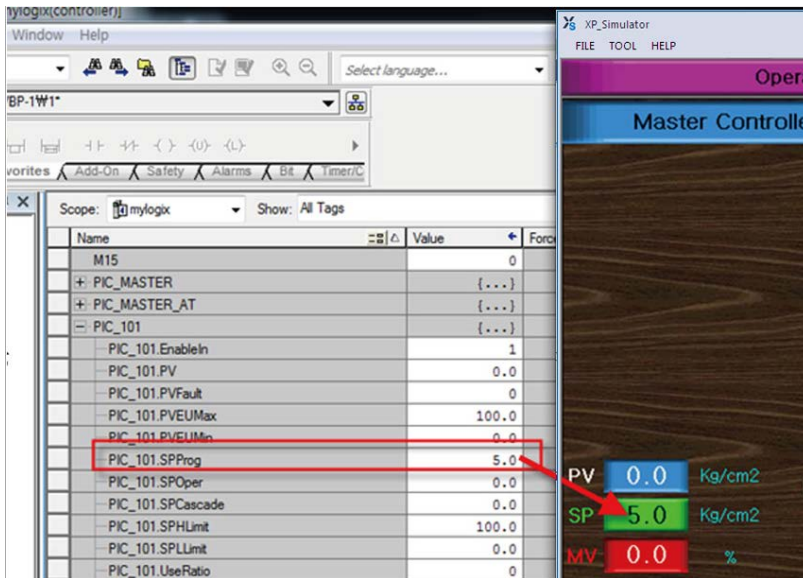 mylogix(controller)]
Window Help
Select language...
/BP-1₩1*
-(U)- -(L)-
vorites Add-On Safety Alarms Bit Timer/C
Scope: mylogix Show: All Tags
Name Value Force
M15 0
PIC_MASTER {...}
PIC_MASTER_AT {...}
PIC_101 {...}
PIC_101.EnableIn 1
PIC_101.PV 0.0
PIC_101.PVFault 0
PIC_101.PVEUMax 100.0
PIC_101.PVEUMin 0.0
PIC_101.SPProg 5.0
PIC_101.SPOper 0.0
PIC_101.SPCascade 0.0
PIC_101.SPHLimit 100.0
PIC_101.SPLLimit 0.0
PIC_101.UseRatio 0
XP_Simulator
FILE TOOL HELP
Opera
Master Controlle
PV 0.0 Kg/cm2
SP 5.0 Kg/cm2
MV 0.0 %